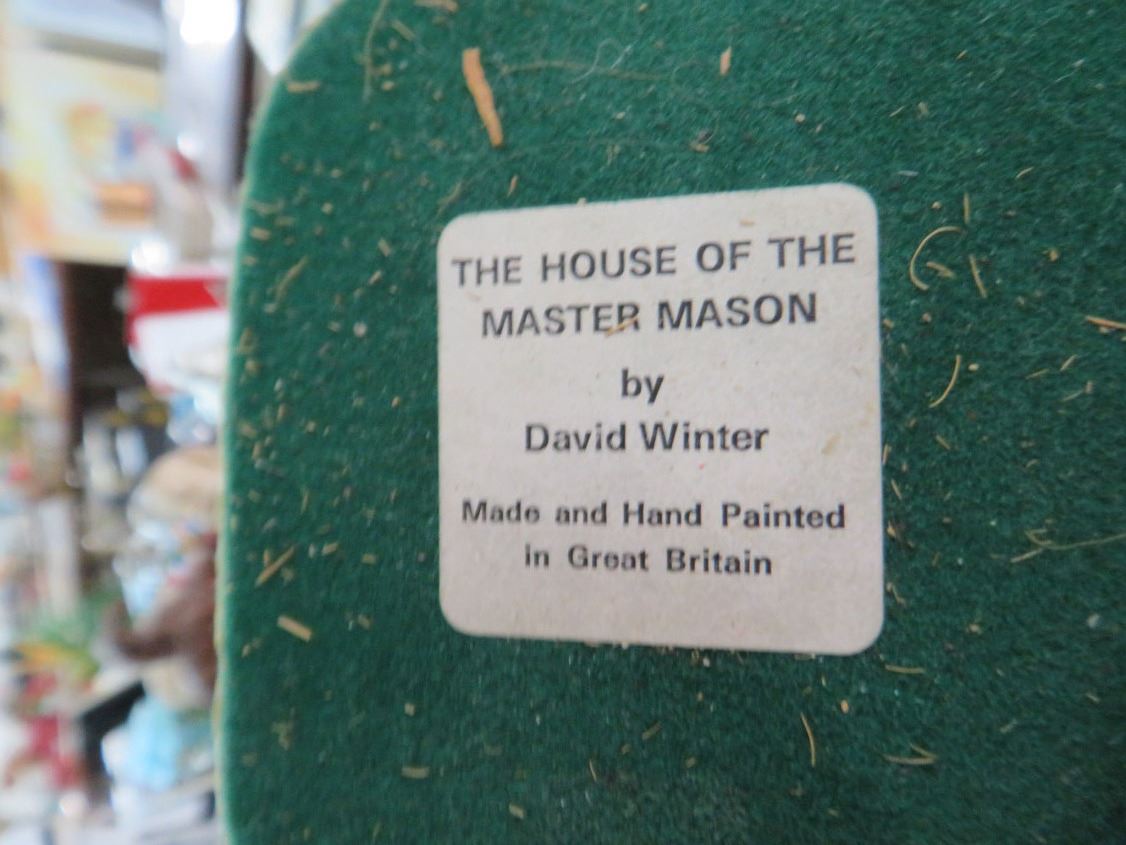 THE HOUSE OF THE
MASTER MASON
by
David Winter
Made and Hand Painted
in Great Britain